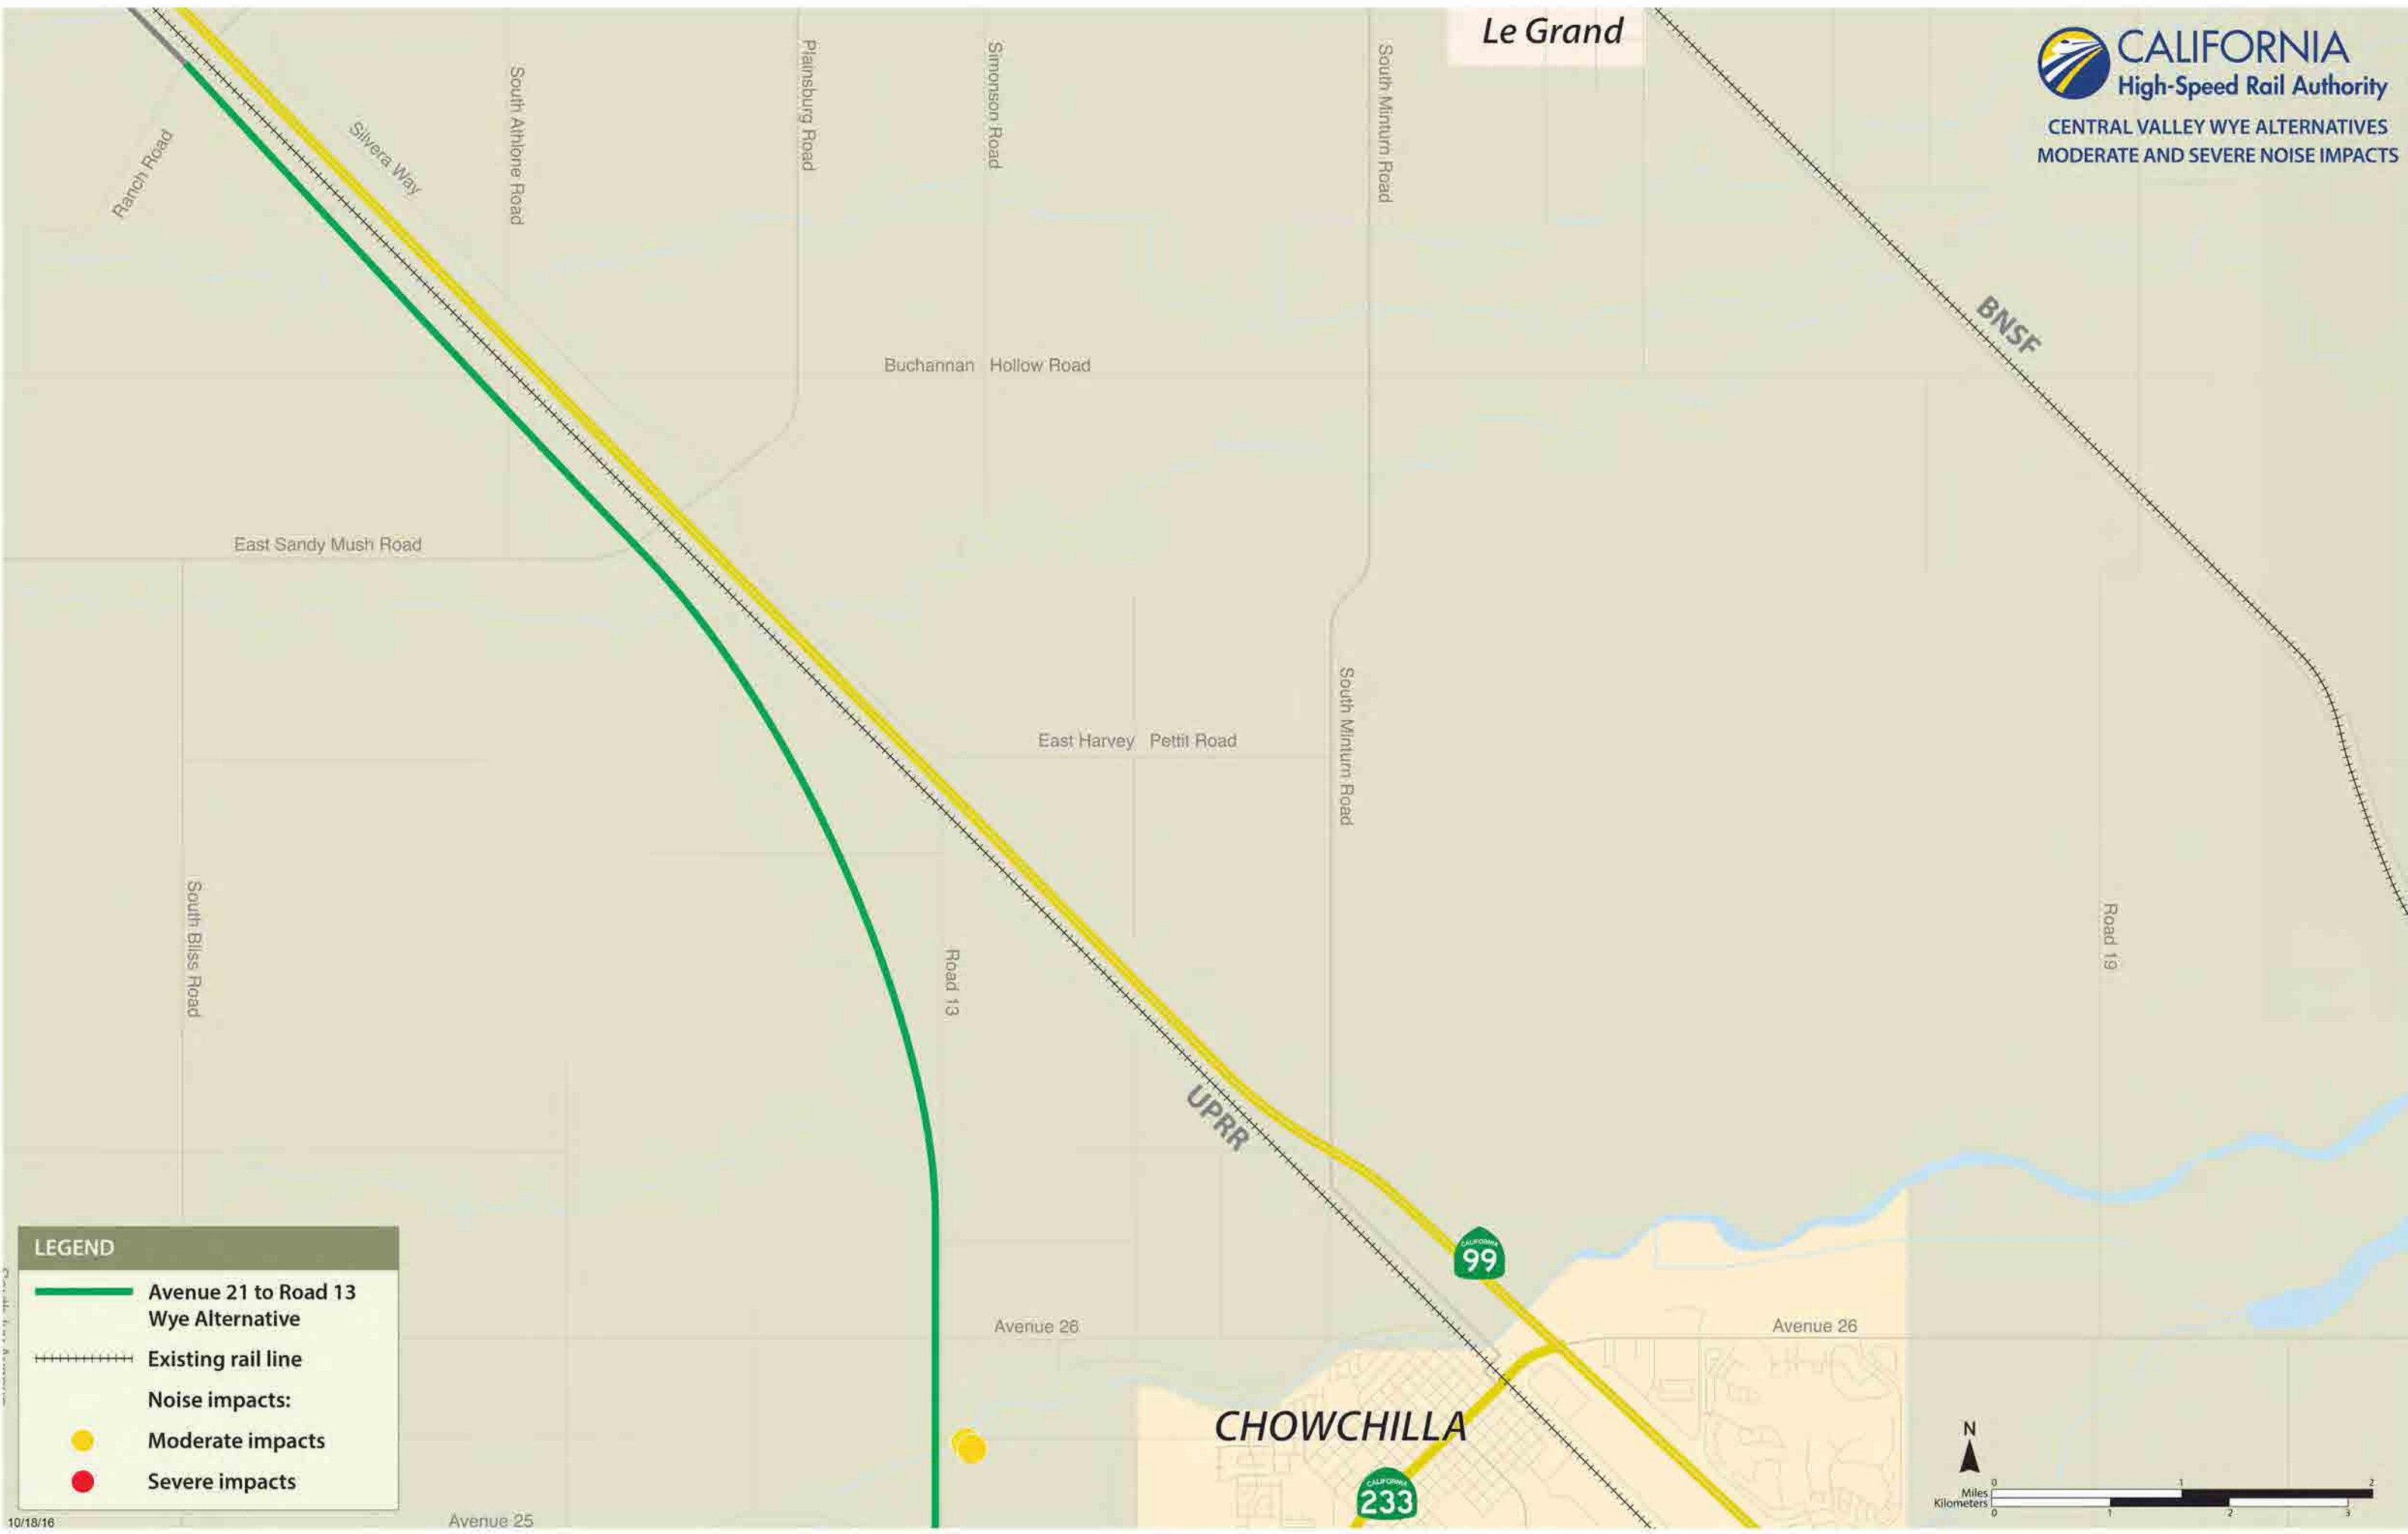 Le Grand
CALIFORNIA
High-Speed Rail Authority
CENTRAL VALLEY WYE ALTERNATIVES
MODERATE AND SEVERE NOISE IMPACTS
Ranch Road
Silvera Way
South Athlone Road
Plainsburg Road
Simonson Road
South Minturn Road
BNSF
Buchannan Hollow Road
East Sandy Mush Road
East Harvey Pettit Road
South Minturn Road
South Bliss Road
Road 13
Road 19
UPRR
CALIFORNIA
99
Avenue 26
Avenue 26
CHOWCHILLA
CALIFORNIA
233
Avenue 25
LEGEND
Avenue 21 to Road 13
Wye Alternative
Existing rail line
Noise impacts:
Moderate impacts
Severe impacts
10/18/16
N
0 1 2
Miles
Kilometers
0 1 2 3